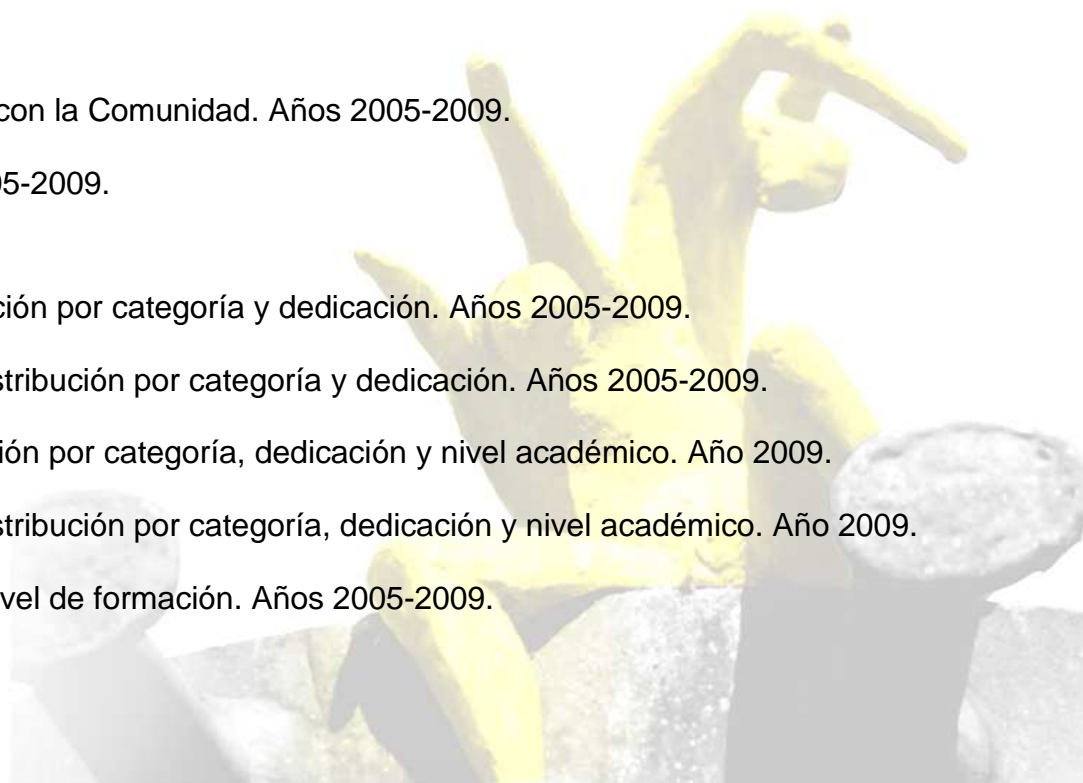 con la Comunidad. Años 2005-2009.
05-2009.
ción por categoría y dedicación. Años 2005-2009.
stribución por categoría y dedicación. Años 2005-2009.
ión por categoría, dedicación y nivel académico. Año 2009.
stribución por categoría, dedicación y nivel académico. Año 2009.
vel de formación. Años 2005-2009.